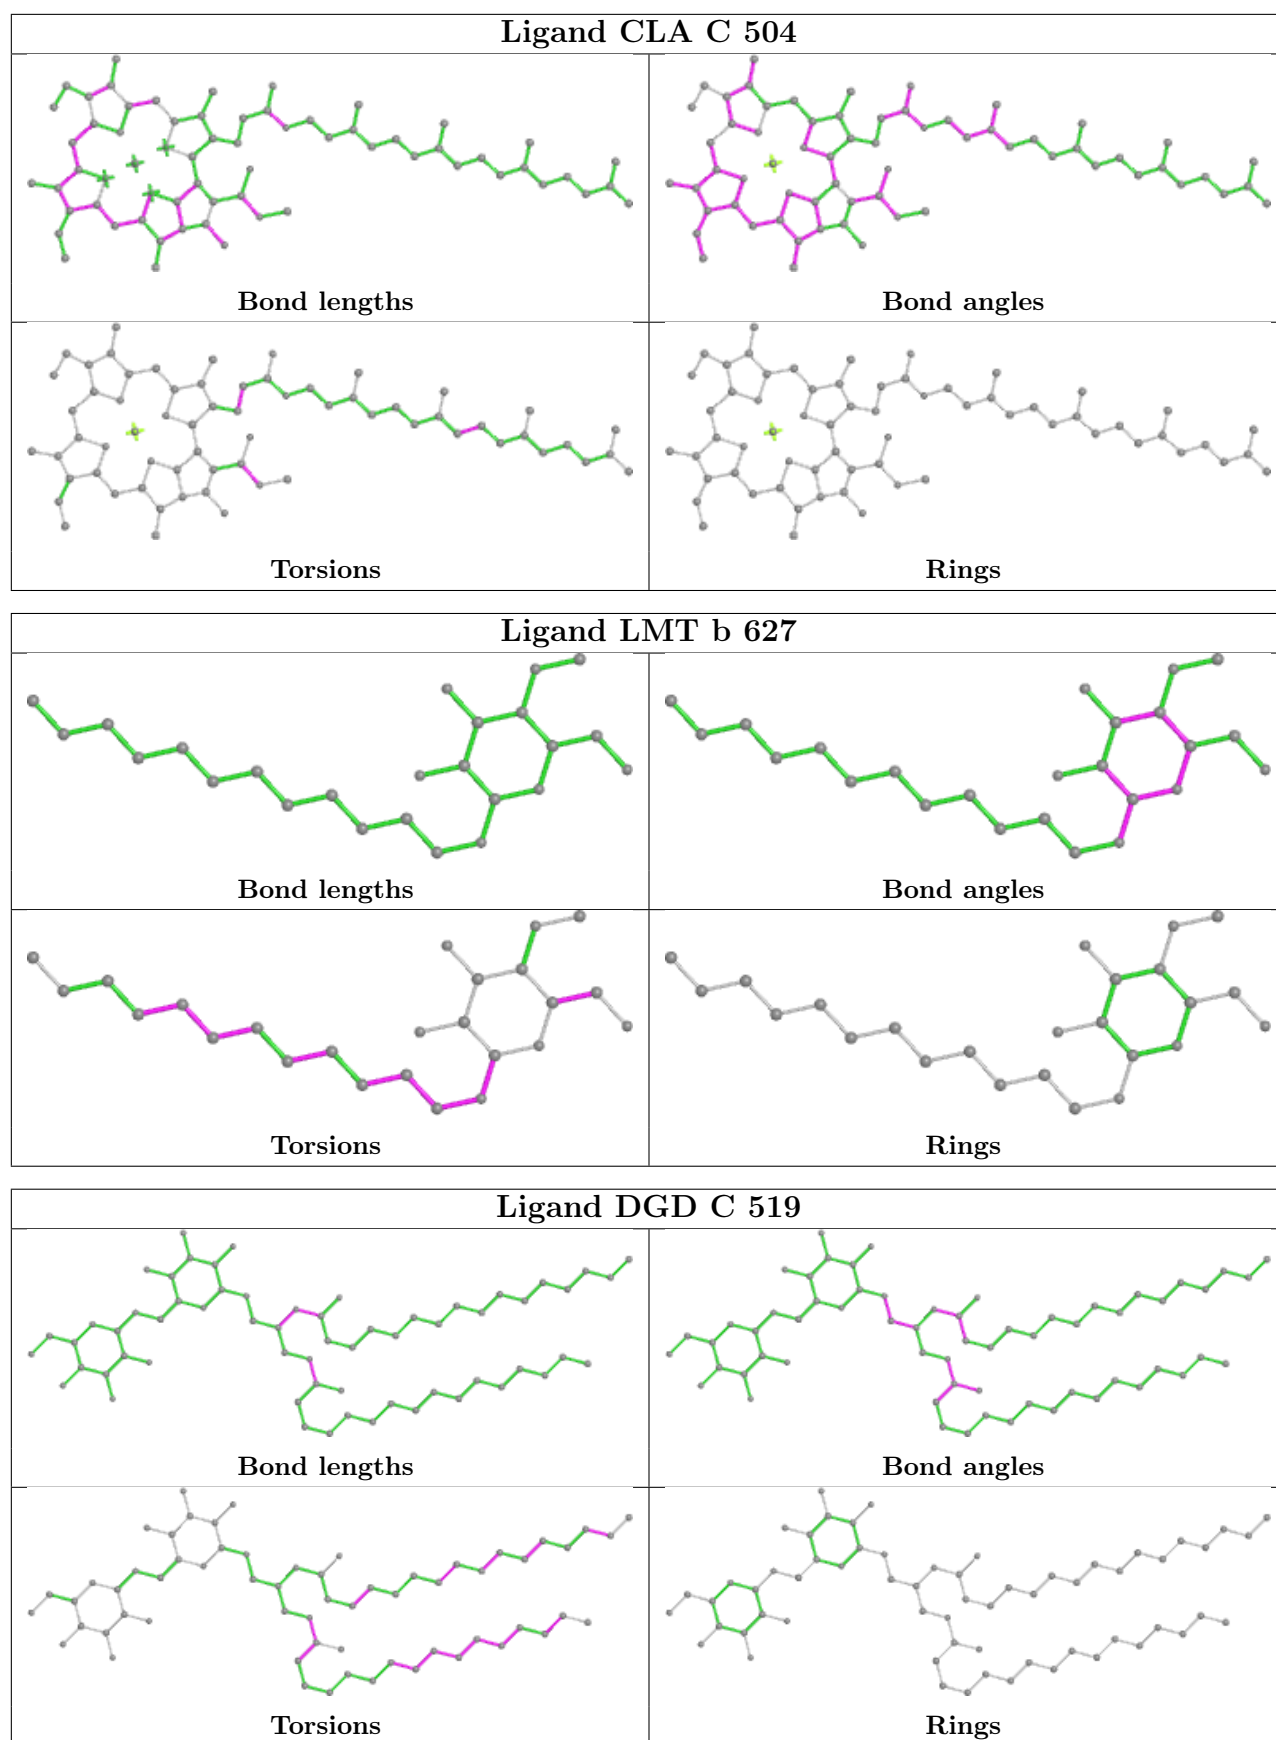 Ligand CLA C 504
Bond lengths
Bond angles
Torsions
Rings
Ligand LMT b 627
Bond lengths
Bond angles
Torsions
Rings
Ligand DGD C 519
Bond lengths
Bond angles
Torsions
Rings